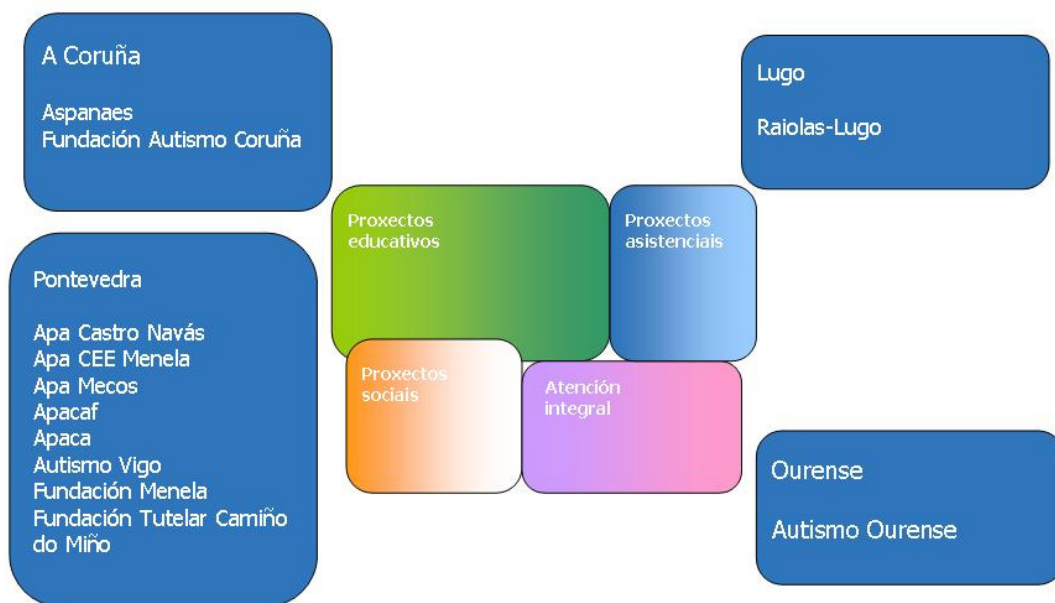 A Coruña
Aspanaes
Fundación Autismo Coruña
Lugo
Raiolas-Lugo
Proxectos
educativos
Proxectos
asistenciais
Pontevedra
Apa Castro Navás
Apa CEE Menela
Apa Mecos
Apacaf
Apaca
Autismo Vigo
Fundación Menela
Fundación Tutelar Camiño
do Miño
Proxectos
sociais
Atención
integral
Ourense
Autismo Ourense